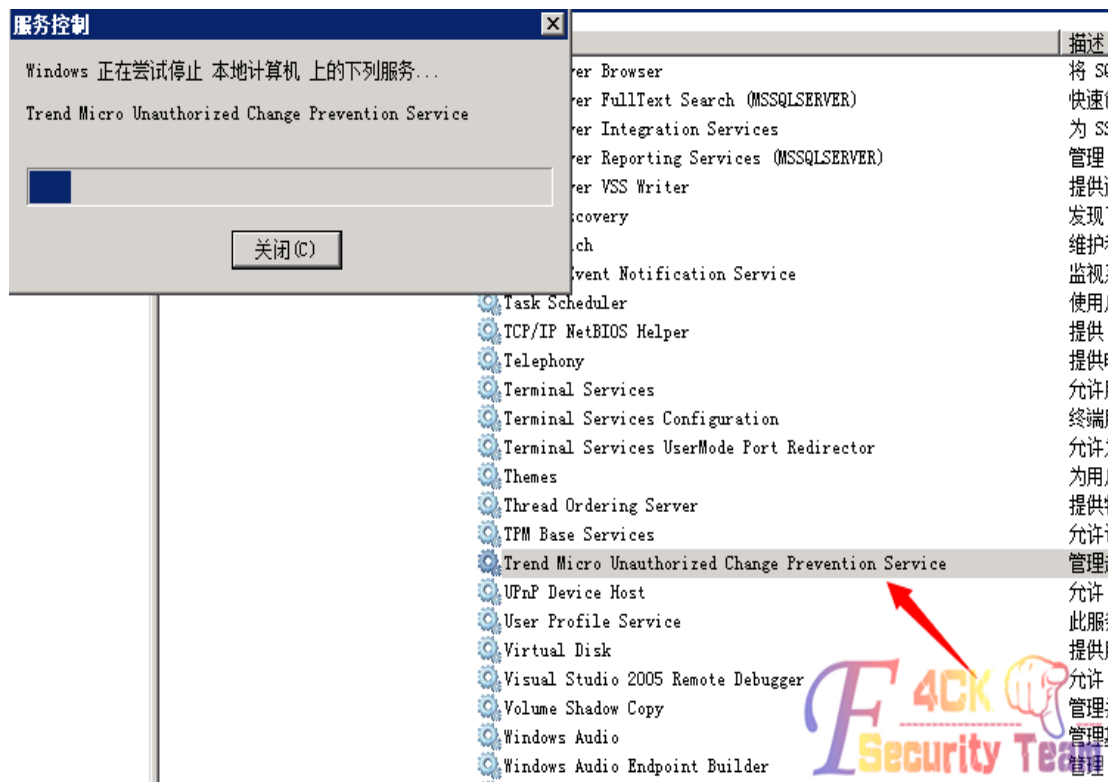 服务控制
Windows 正在尝试停止 本地计算机 上的下列服务...
Trend Micro Unauthorized Change Prevention Service
关闭(C)
描述
ver Browser 将 SQ
ver FullText Search (MSSQLSERVER) 快速
ver Integration Services 为 SS
ver Reporting Services (MSSQLSERVER) 管理
ver VSS Writer 提供
covery 发现
ch 维护
vent Notification Service 监视
Task Scheduler 使用
TCP/IP NetBIOS Helper 提供
Telephony 提供
Terminal Services 允许
Terminal Services Configuration 终端
Terminal Services UserMode Port Redirector 允许
Themes 为用
Thread Ordering Server 提供
TPM Base Services 允许
Trend Micro Unauthorized Change Prevention Service 管理
UPnP Device Host 允许
User Profile Service 此服
Virtual Disk 提供
Visual Studio 2005 Remote Debugger 允许
Volume Shadow Copy 管理
Windows Audio 管理
Windows Audio Endpoint Builder 管理
F4CK
Security Team